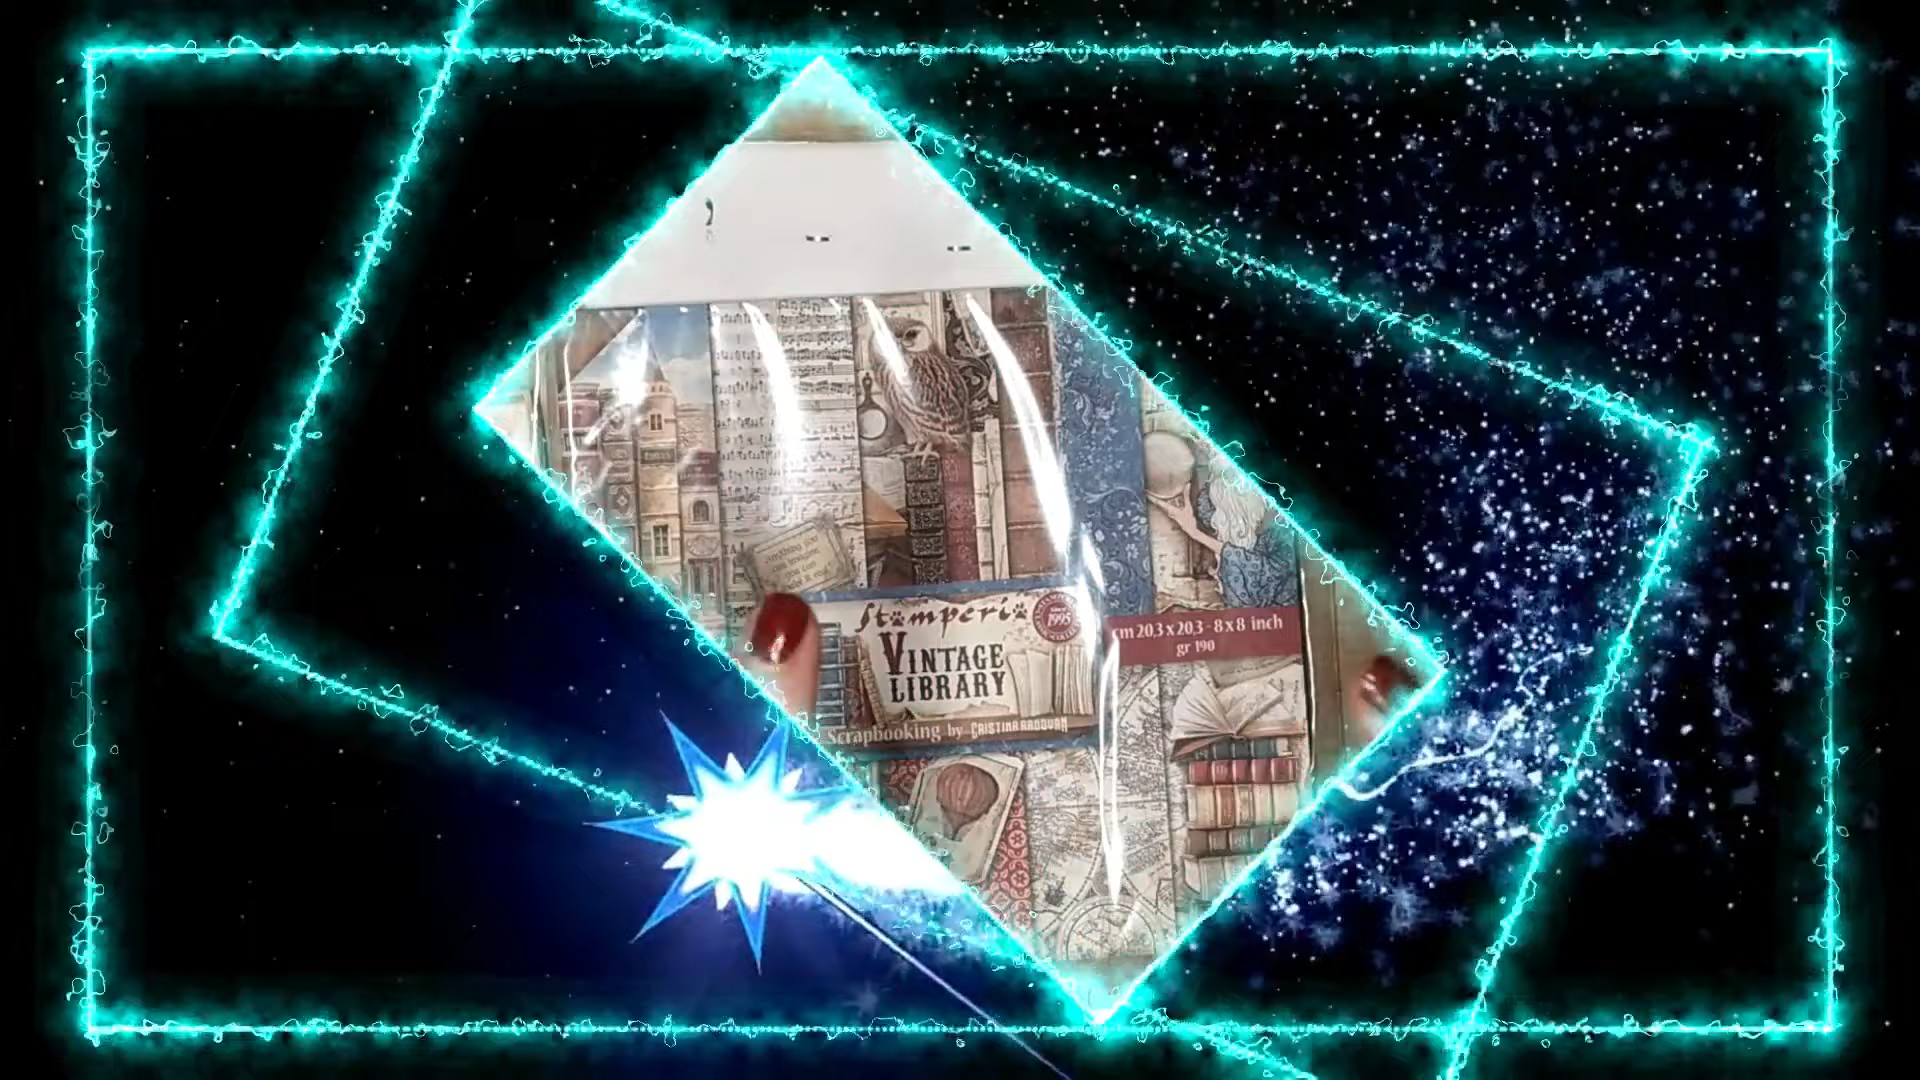 Stamperia
1995
VINTAGE
LIBRARY
Scrapbooking by CRISTINA RADOVAN
cm 20.3 x 20.3 - 8 x 8 inch
gr 190